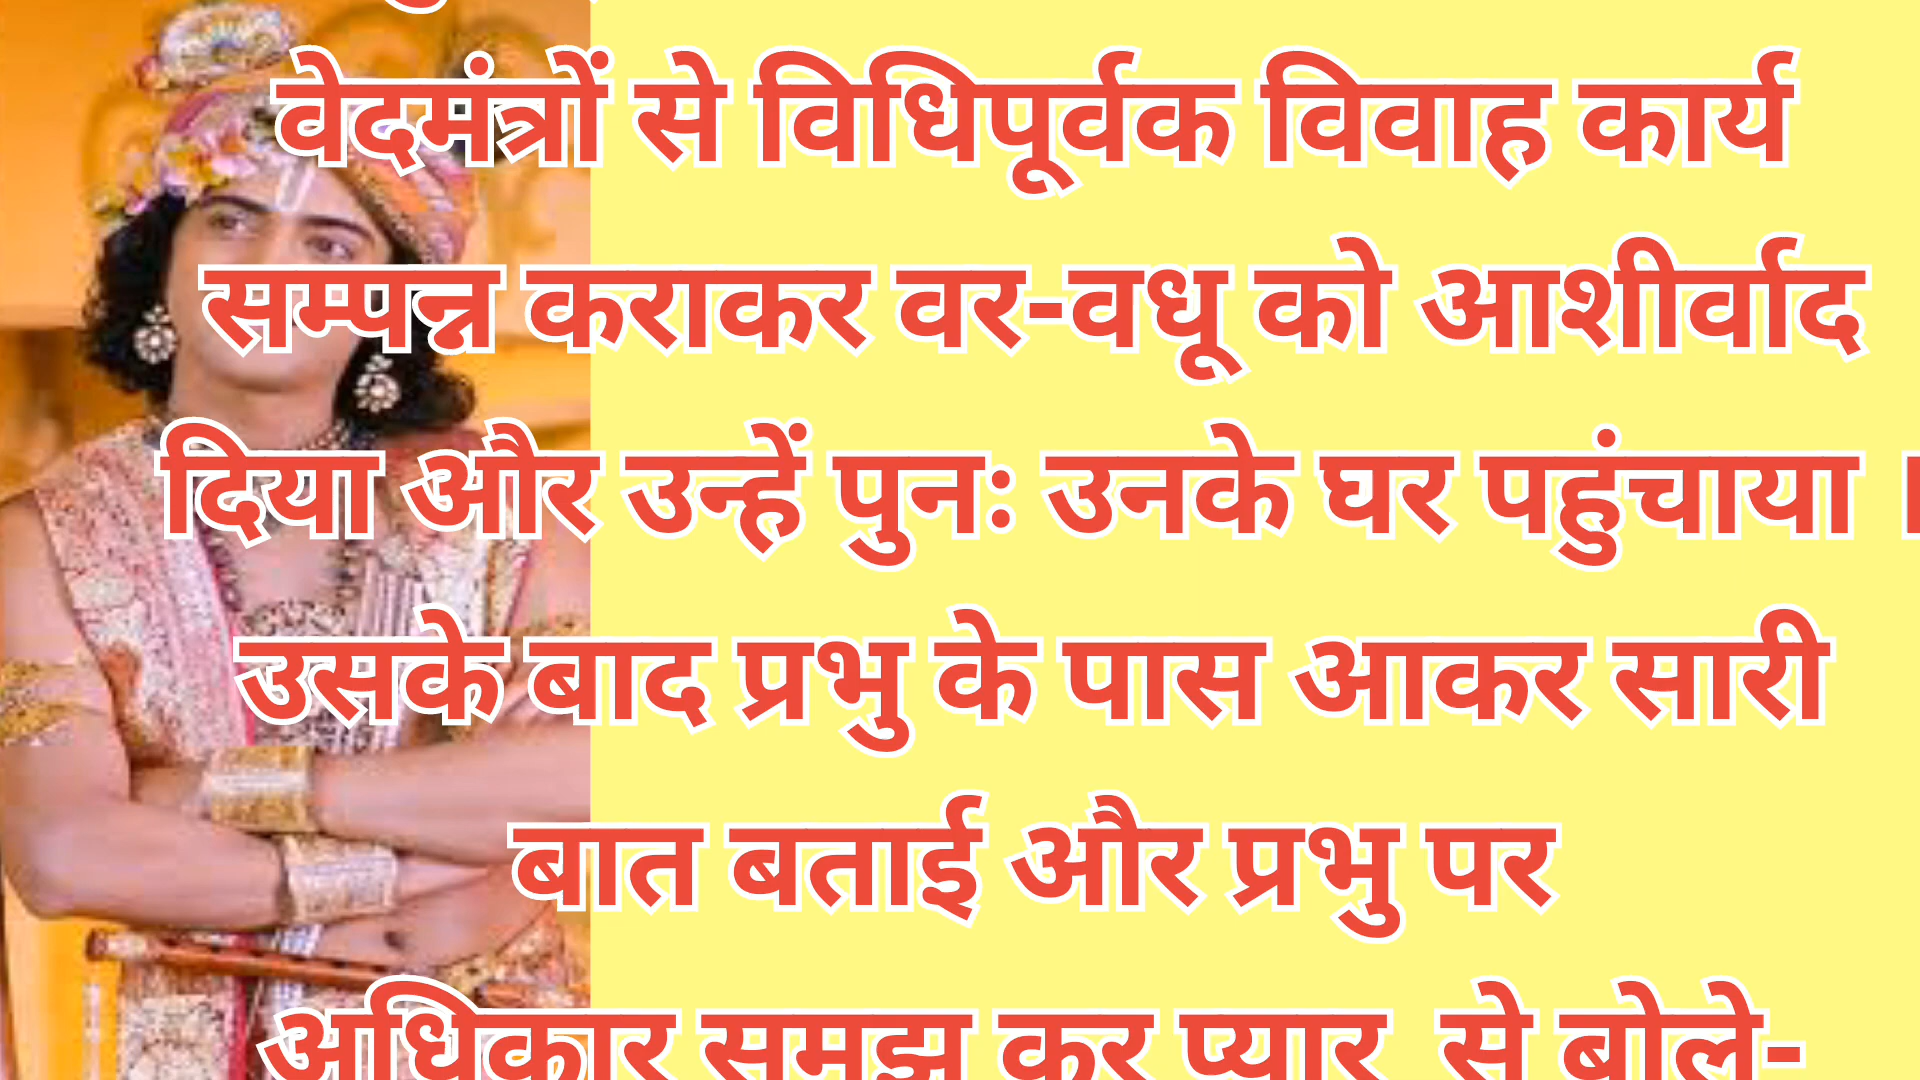 वेदमंत्रों से विधिपूर्वक विवाह कार्य
सम्पन्न कराकर वर-वधू को आशीर्वाद
दिया और उन्हें पुनः उनके घर पहुंचाया ।
उसके बाद प्रभु के पास आकर सारी
बात बताई और प्रभु पर
अधिकार समझ कर प्यार से बोले-